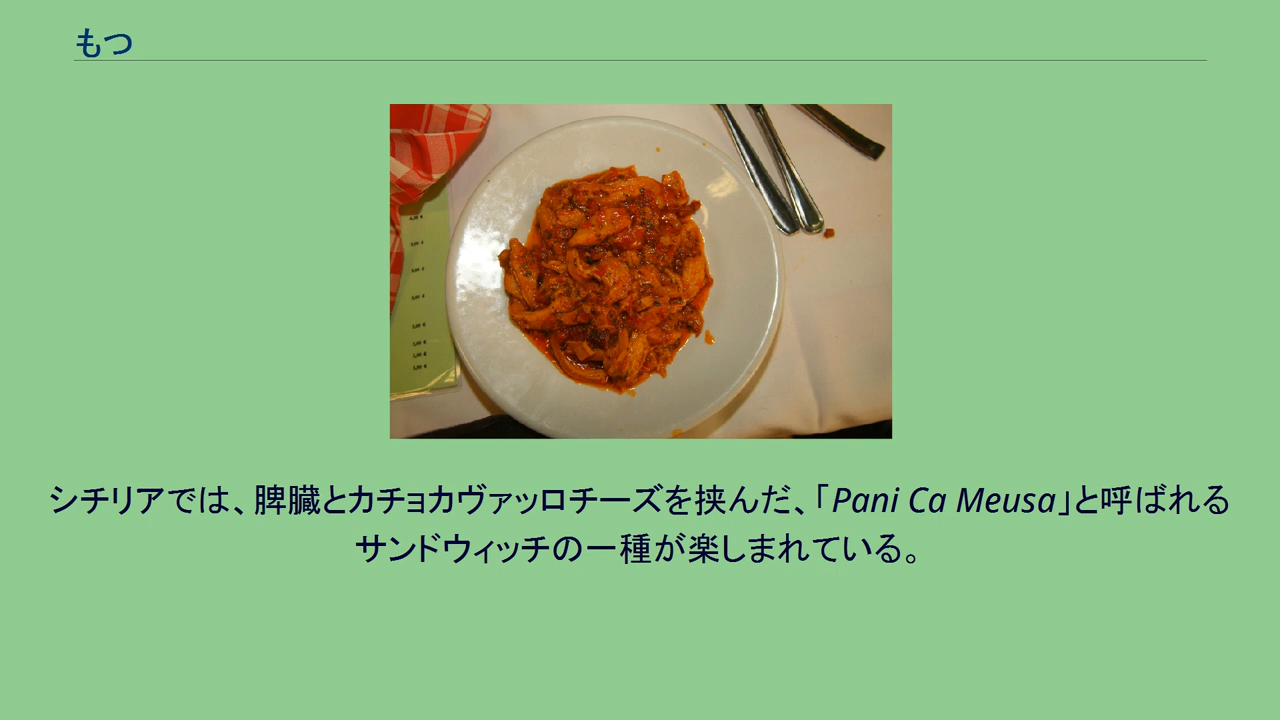 もつ
シチリアでは、脾臓とカチョカヴァッロチーズを挟んだ、「Pani Ca Meusa」と呼ばれる
サンドウィッチの一種が楽しまれている。